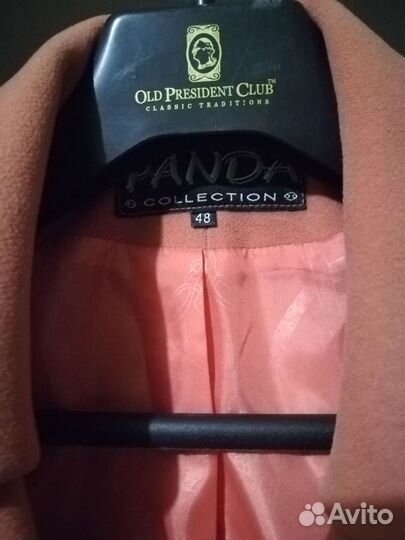 OLD PRESIDENT CLUB™
CLASSIC TRADITIONS
PANDA
COLLECTION
48
Avito